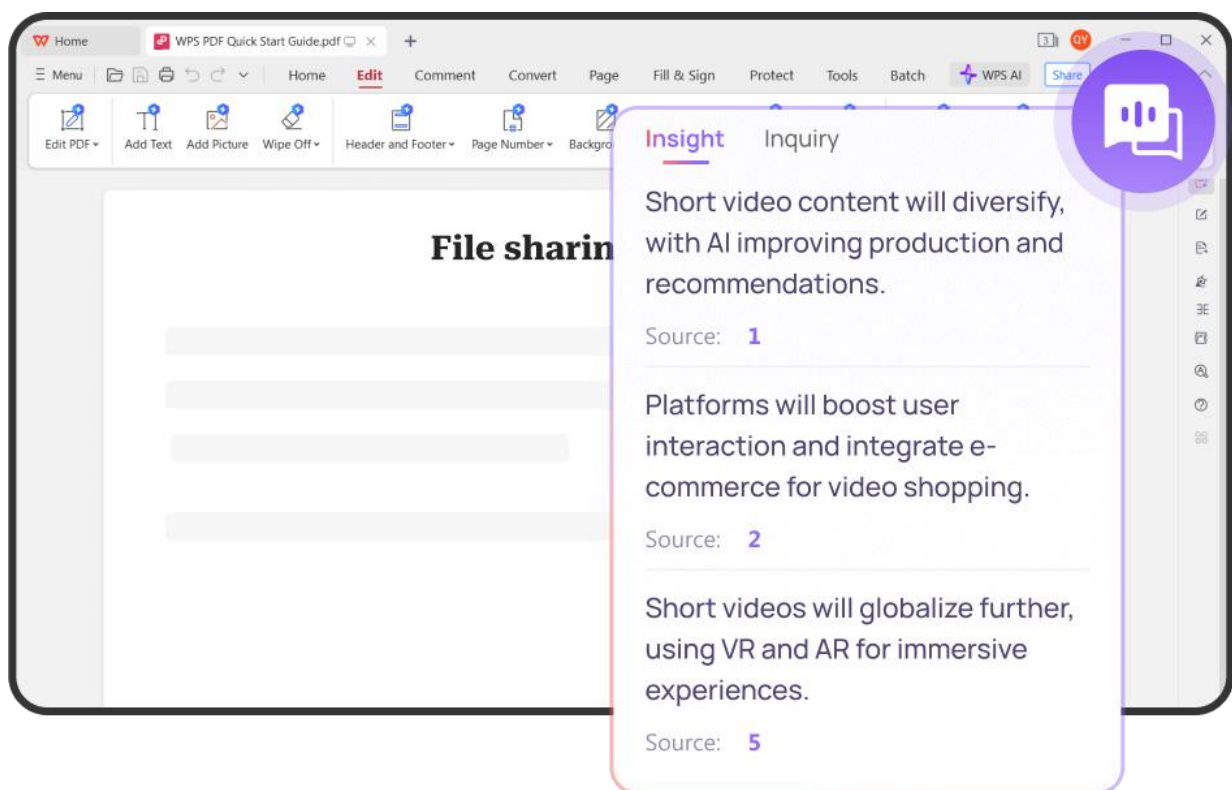 Home
WPS PDF Quick Start Guide.pdf
3
QY
Menu
Home
Edit
Comment
Convert
Page
Fill & Sign
Protect
Tools
Batch
WPS AI
Share
Edit PDF
Add Text
Add Picture
Wipe Off
Header and Footer
Page Number
Insight
Inquiry
Short video content will diversify,
with AI improving production and
recommendations.
Source: 1
Platforms will boost user
interaction and integrate e-
commerce for video shopping.
Source: 2
Short videos will globalize further,
using VR and AR for immersive
experiences.
Source: 5
File